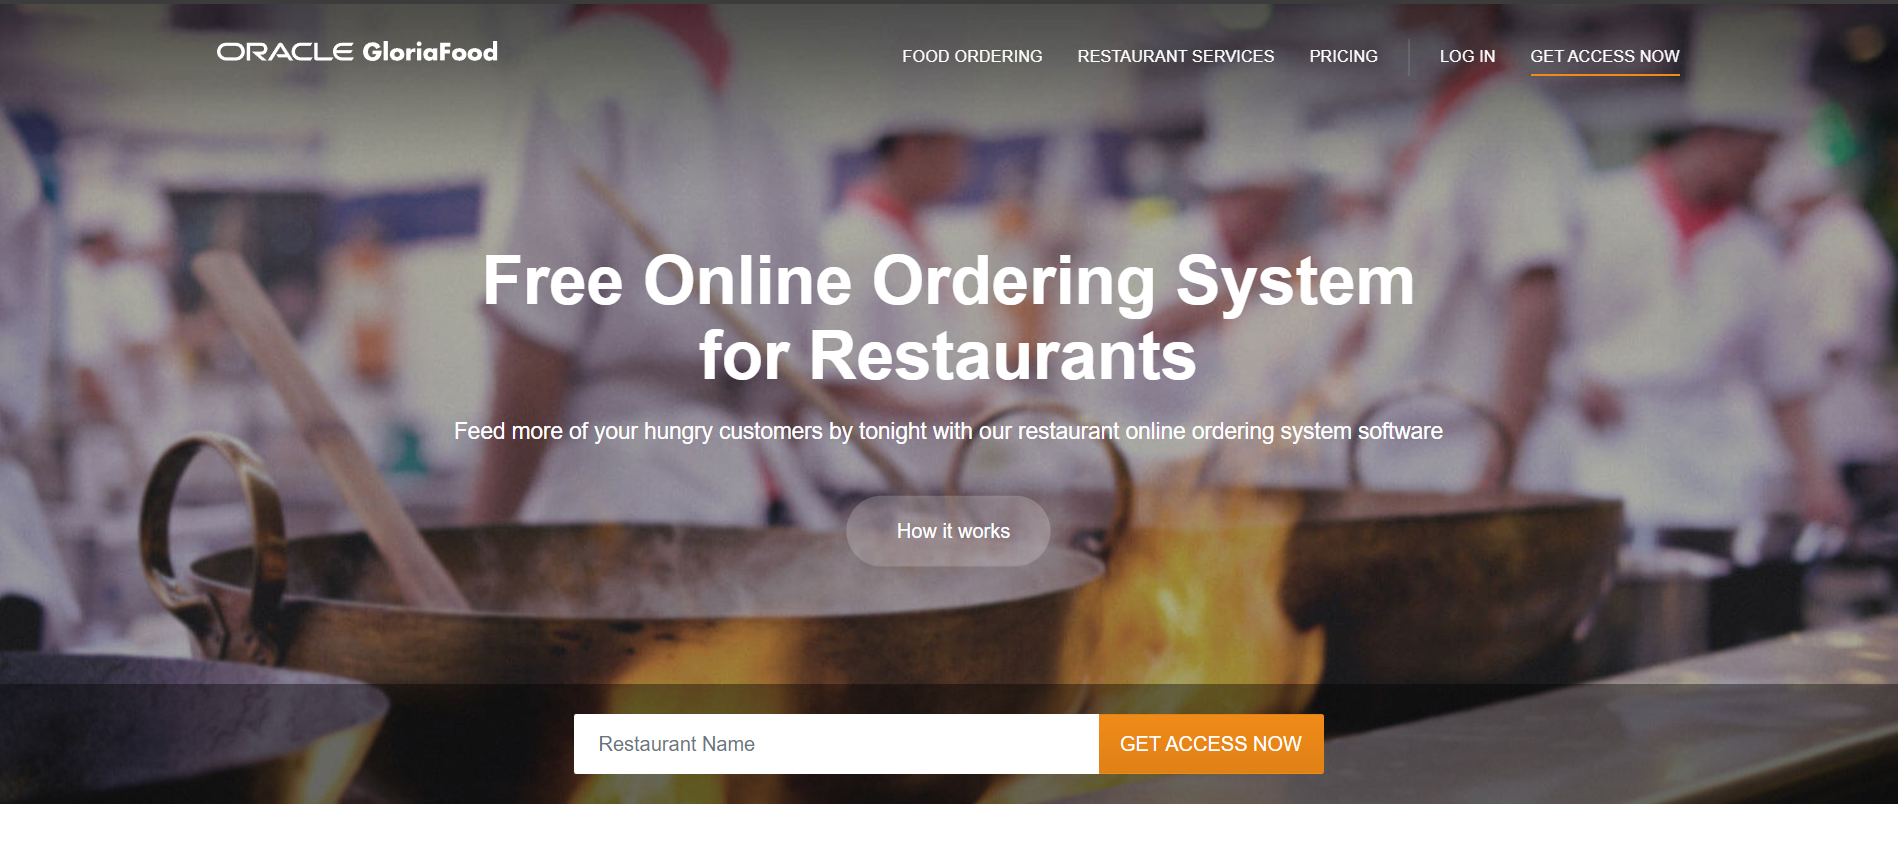 ORACLE GloriaFood
FOOD ORDERING
RESTAURANT SERVICES
PRICING
LOG IN
GET ACCESS NOW
Free Online Ordering System
for Restaurants
Feed more of your hungry customers by tonight with our restaurant online ordering system software
How it works
Restaurant Name
GET ACCESS NOW